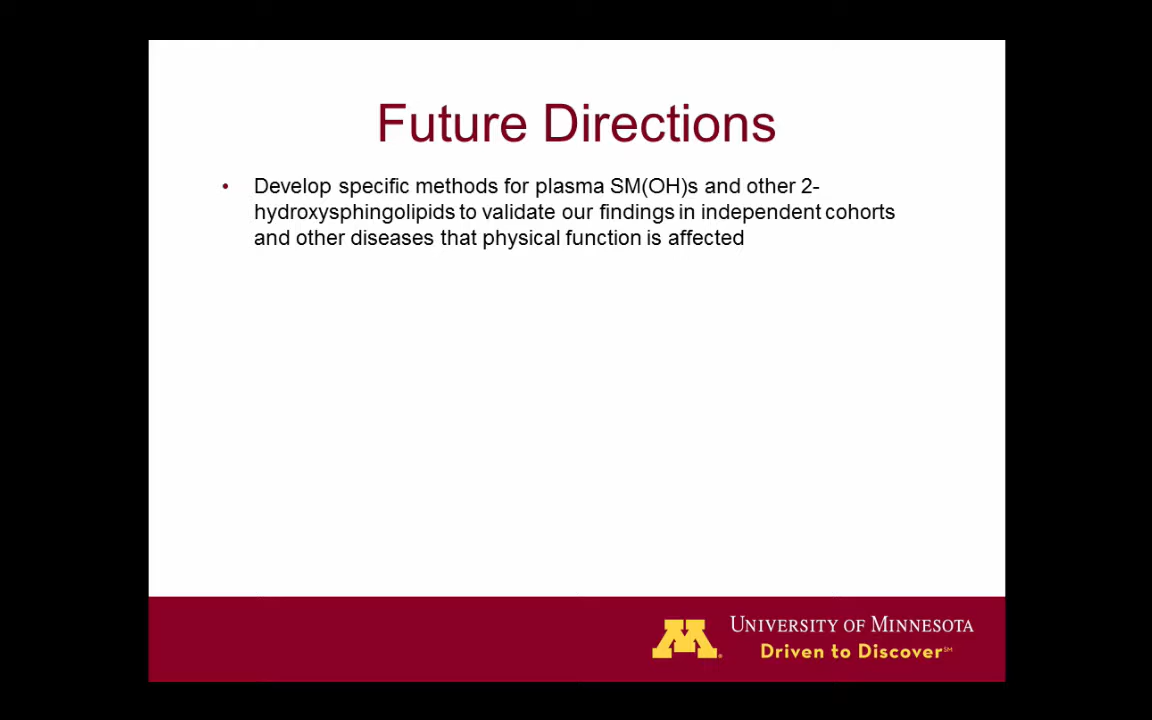 Future Directions
• Develop specific methods for plasma SM(OH)s and other 2-
hydroxysphingolipids to validate our findings in independent cohorts
and other diseases that physical function is affected
M
UNIVERSITY OF MINNESOTA
Driven to Discover℠